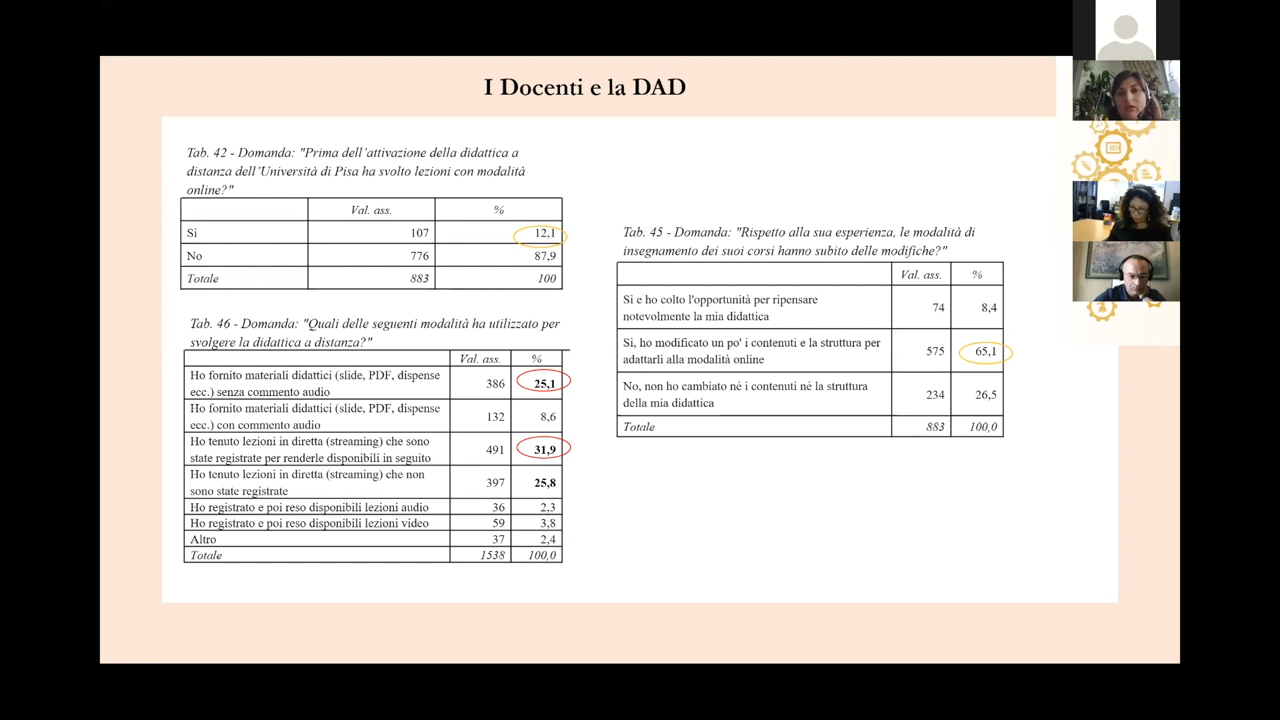 I Docenti e la DAD
Tab. 42 - Domanda: "Prima dell'attivazione della didattica a
distanza dell'Università di Pisa ha svolto lezioni con modalità
online?"
Val. ass. %
Sì 107 12,1
No 776 87,9
Totale 883 100
Tab. 46 - Domanda: "Quali delle seguenti modalità ha utilizzato per
svolgere la didattica a distanza?"
Val. ass. %
Ho fornito materiali didattici (slide, PDF, dispense
ecc.) senza commento audio 386 25,1
Ho fornito materiali didattici (slide, PDF, dispense
ecc.) con commento audio 132 8,6
Ho tenuto lezioni in diretta (streaming) che sono
state registrate per renderle disponibili in seguito 491 31,9
Ho tenuto lezioni in diretta (streaming) che non
sono state registrate 397 25,8
Ho registrato e poi reso disponibili lezioni audio 36 2,3
Ho registrato e poi reso disponibili lezioni video 59 3,8
Altro 37 2,4
Totale 1538 100,0
Tab. 45 - Domanda: "Rispetto alla sua esperienza, le modalità di
insegnamento dei suoi corsi hanno subito delle modifiche?"
Val. ass. %
Sì e ho colto l'opportunità per ripensare
notevolmente la mia didattica 74 8,4
Sì, ho modificato un po' i contenuti e la struttura per
adattarli alla modalità online 575 65,1
No, non ho cambiato né i contenuti né la struttura
della mia didattica 234 26,5
Totale 883 100,0